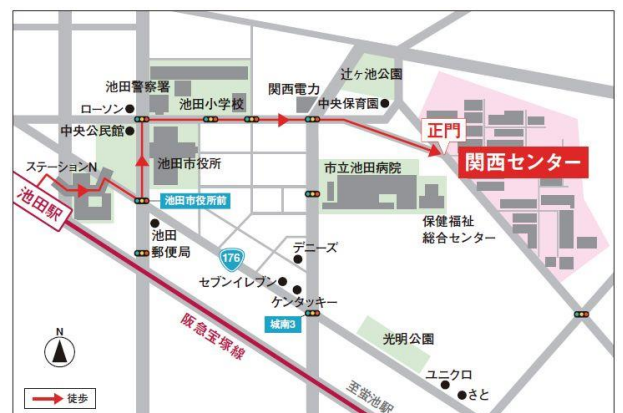 辻ヶ池公園
池田警察署
関西電力
ローソン
池田小学校
中央保育園
中央公民館
正門
関西センター
ステーションN
池田市役所
市立池田病院
池田駅
池田市役所前
保健福祉
総合センター
池田
郵便局
デニーズ
176
セブンイレブン
ケンタッキー
阪急宝塚線
城南3
光明公園
N
ユニクロ
至蛍池駅
さと
徒歩